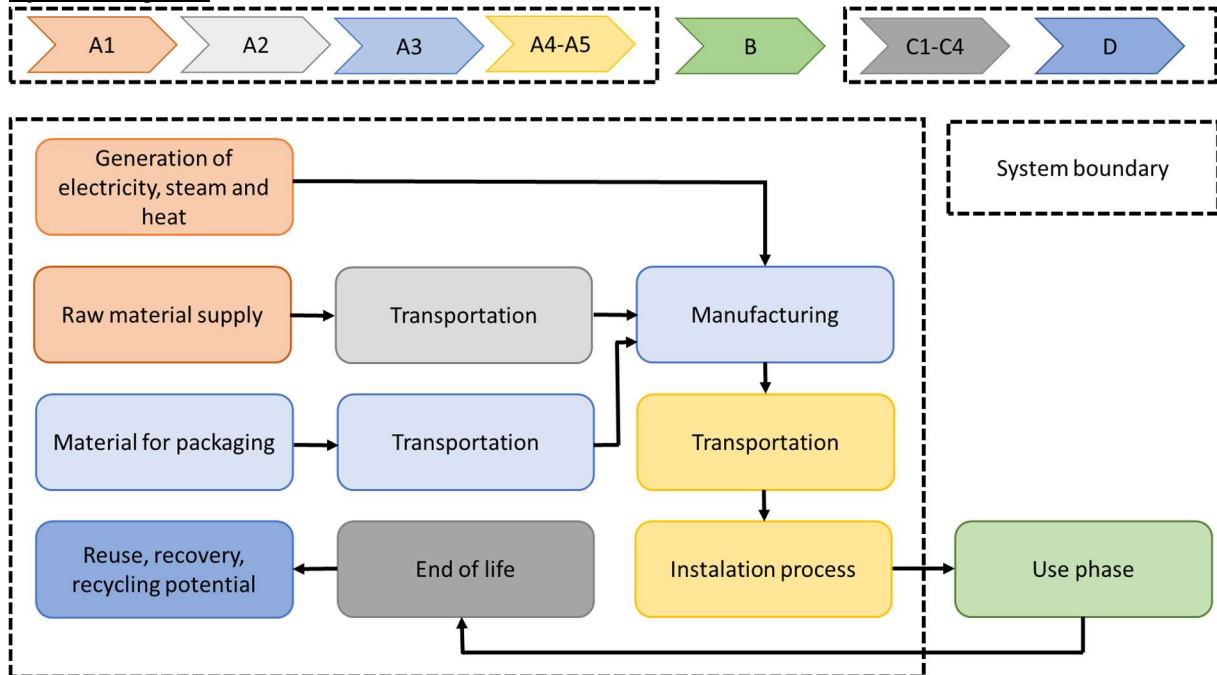 A1
A2
A3
A4-A5
B
C1-C4
D
Generation of
electricity, steam and
heat
System boundary
Raw material supply
Transportation
Manufacturing
Material for packaging
Transportation
Transportation
Reuse, recovery,
recycling potential
End of life
Instalation process
Use phase